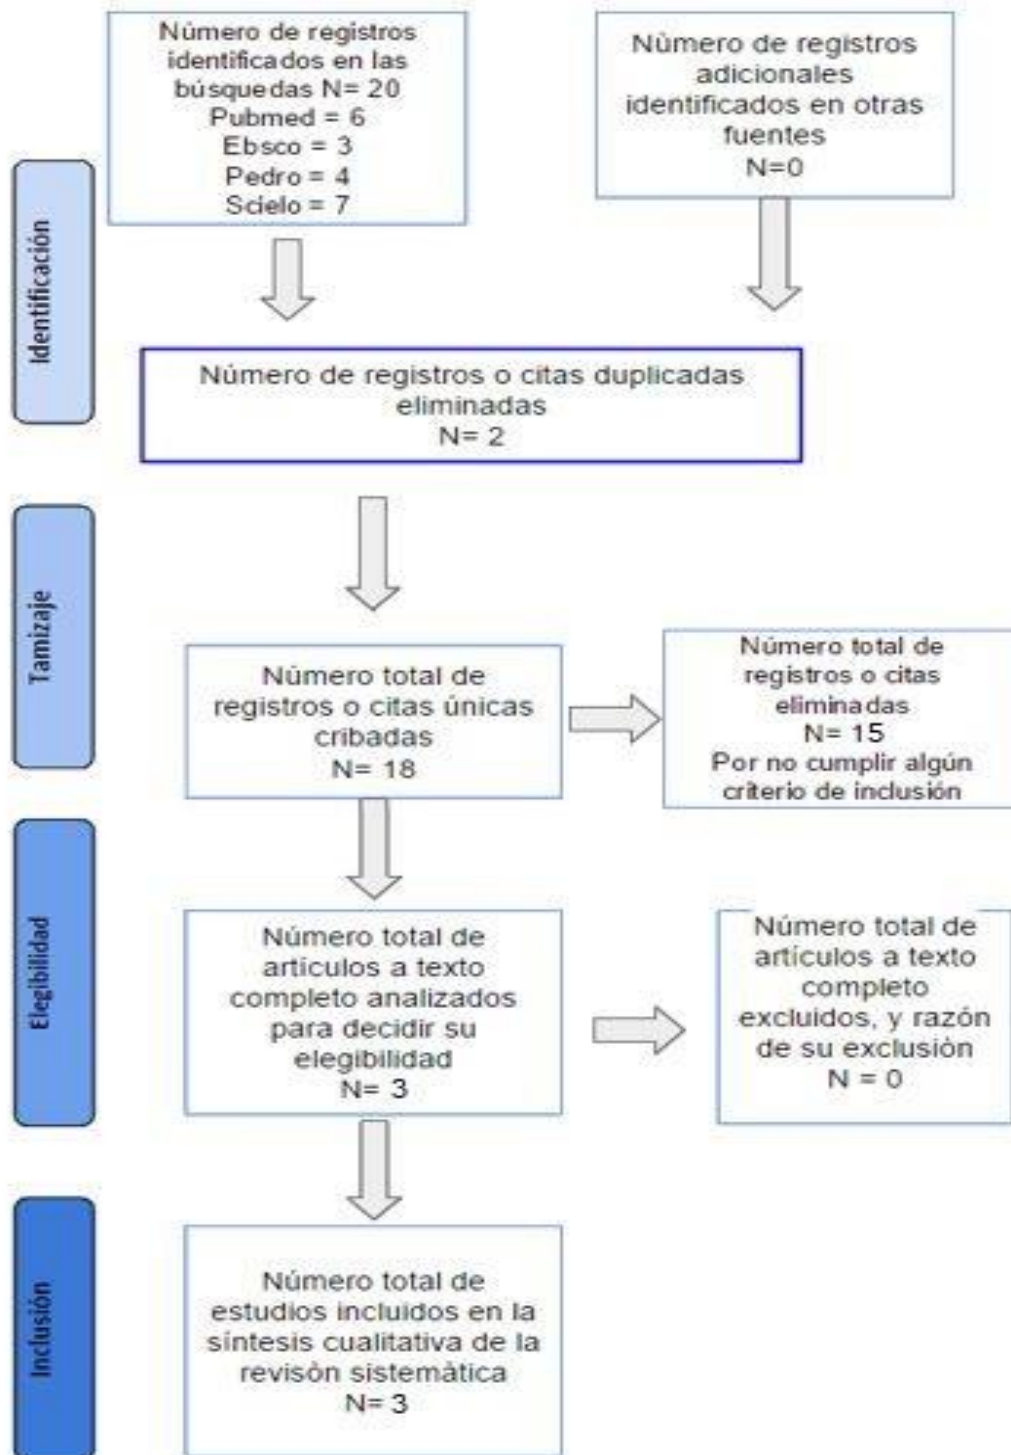 Número de registros
identificados en las
búsquedas N= 20
Pubmed = 6
Ebsco = 3
Pedro = 4
Scielo = 7
Número de registros
adicionales
identificados en otras
fuentes
N=0
Identificación
Número de registros o citas duplicadas
eliminadas
N= 2
Tamizaje
Número total de
registros o citas únicas
cribadas
N= 18
Número total de
registros o citas
eliminadas
N= 15
Por no cumplir algún
criterio de inclusión
Elegibilidad
Número total de
artículos a texto
completo analizados
para decidir su
elegibilidad
N= 3
Número total de
artículos a texto
completo
excluidos, y razón
de su exclusión
N = 0
Inclusión
Número total de
estudios incluidos en la
síntesis cualitativa de la
revisòn sistemàtica
N= 3